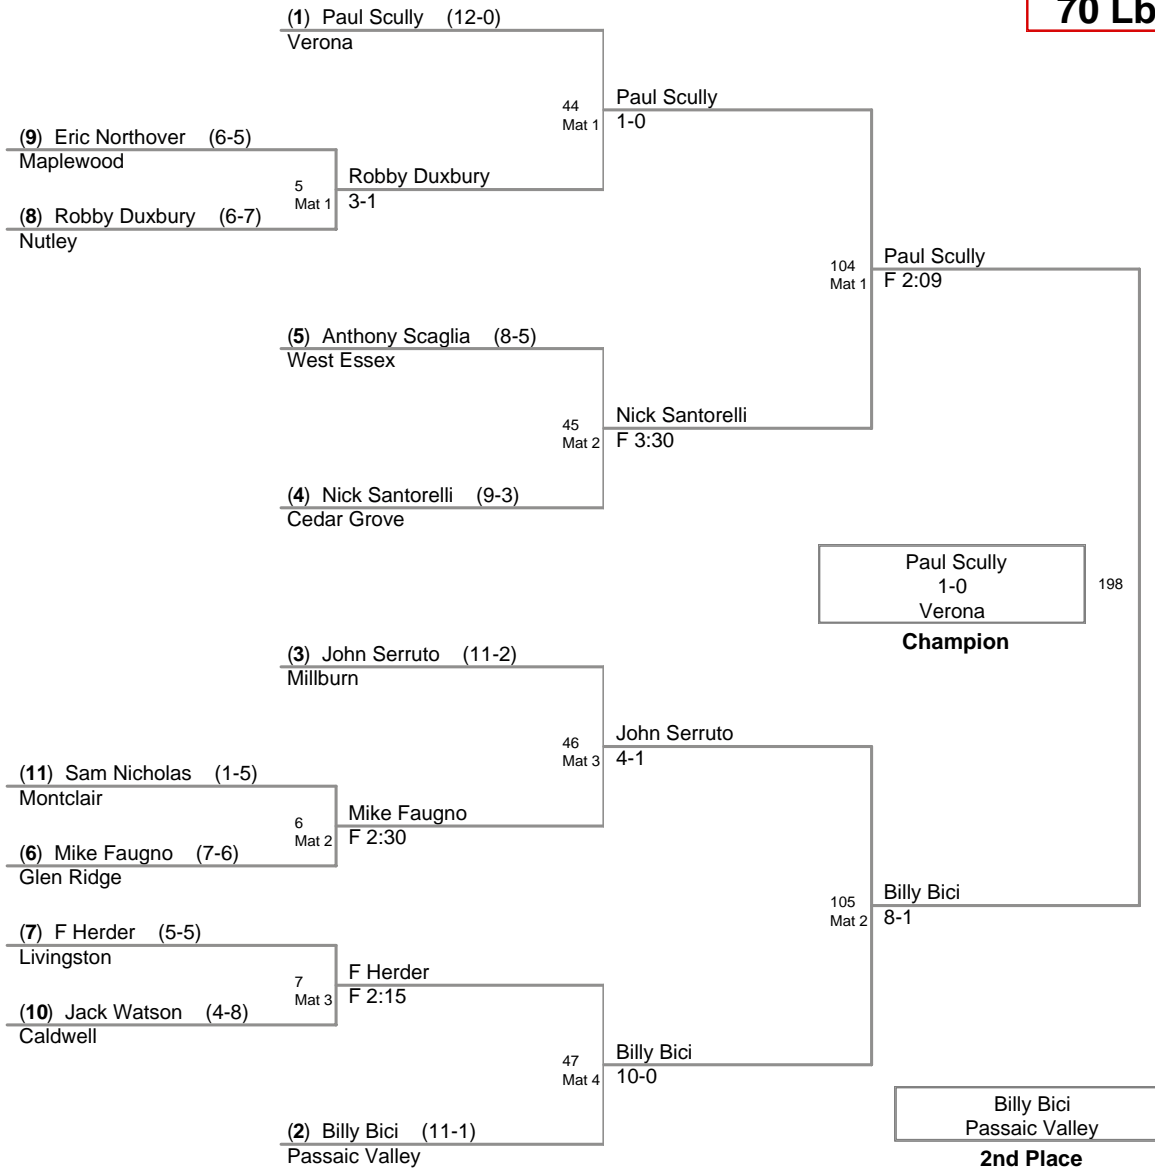 70 Lb
(1) Paul Scully (12-0)
Verona
44
Mat 1
Paul Scully
1-0
(9) Eric Northover (6-5)
Maplewood
5
Mat 1
Robby Duxbury
3-1
(8) Robby Duxbury (6-7)
Nutley
104
Mat 1
Paul Scully
F 2:09
(5) Anthony Scaglia (8-5)
West Essex
45
Mat 2
Nick Santorelli
F 3:30
(4) Nick Santorelli (9-3)
Cedar Grove
Paul Scully
1-0
Verona
198
Champion
(3) John Serruto (11-2)
Millburn
46
Mat 3
John Serruto
4-1
(11) Sam Nicholas (1-5)
Montclair
6
Mat 2
Mike Faugno
F 2:30
(6) Mike Faugno (7-6)
Glen Ridge
105
Mat 2
Billy Bici
8-1
(7) F Herder (5-5)
Livingston
7
Mat 3
F Herder
F 2:15
(10) Jack Watson (4-8)
Caldwell
47
Mat 4
Billy Bici
10-0
(2) Billy Bici (11-1)
Passaic Valley
Billy Bici
Passaic Valley
2nd Place